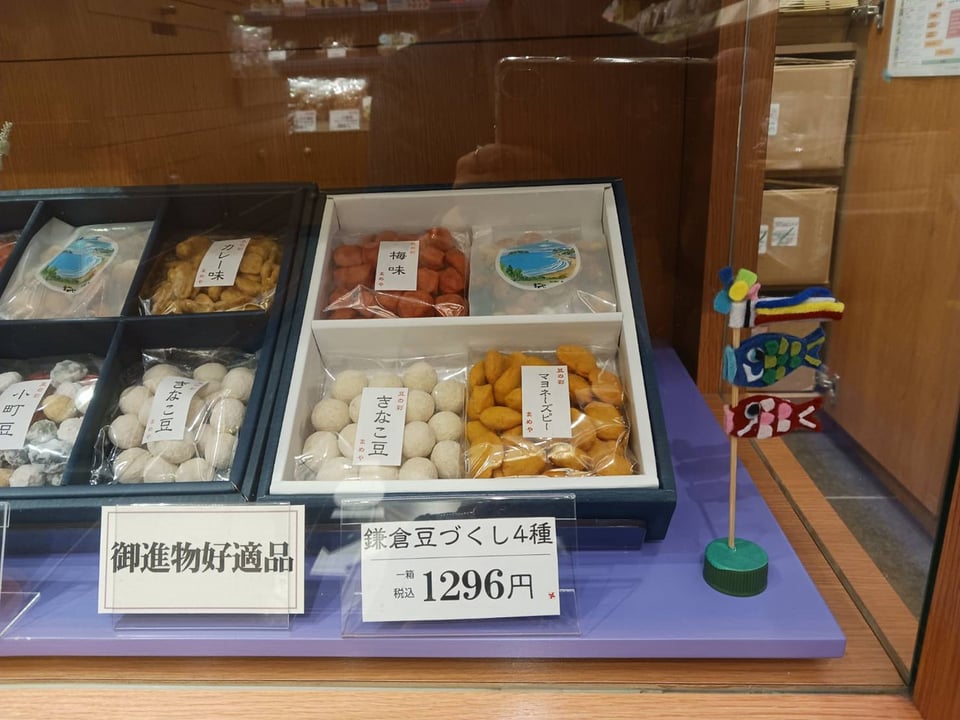 カレー味
梅味
まめや
小町豆
きなこ豆
まめや
きなこ豆
豆の彩
まめや
マヨネーズピー
豆の彩
まめや
御進物好適品
鎌倉豆づくし4種
一箱
税込 1296円